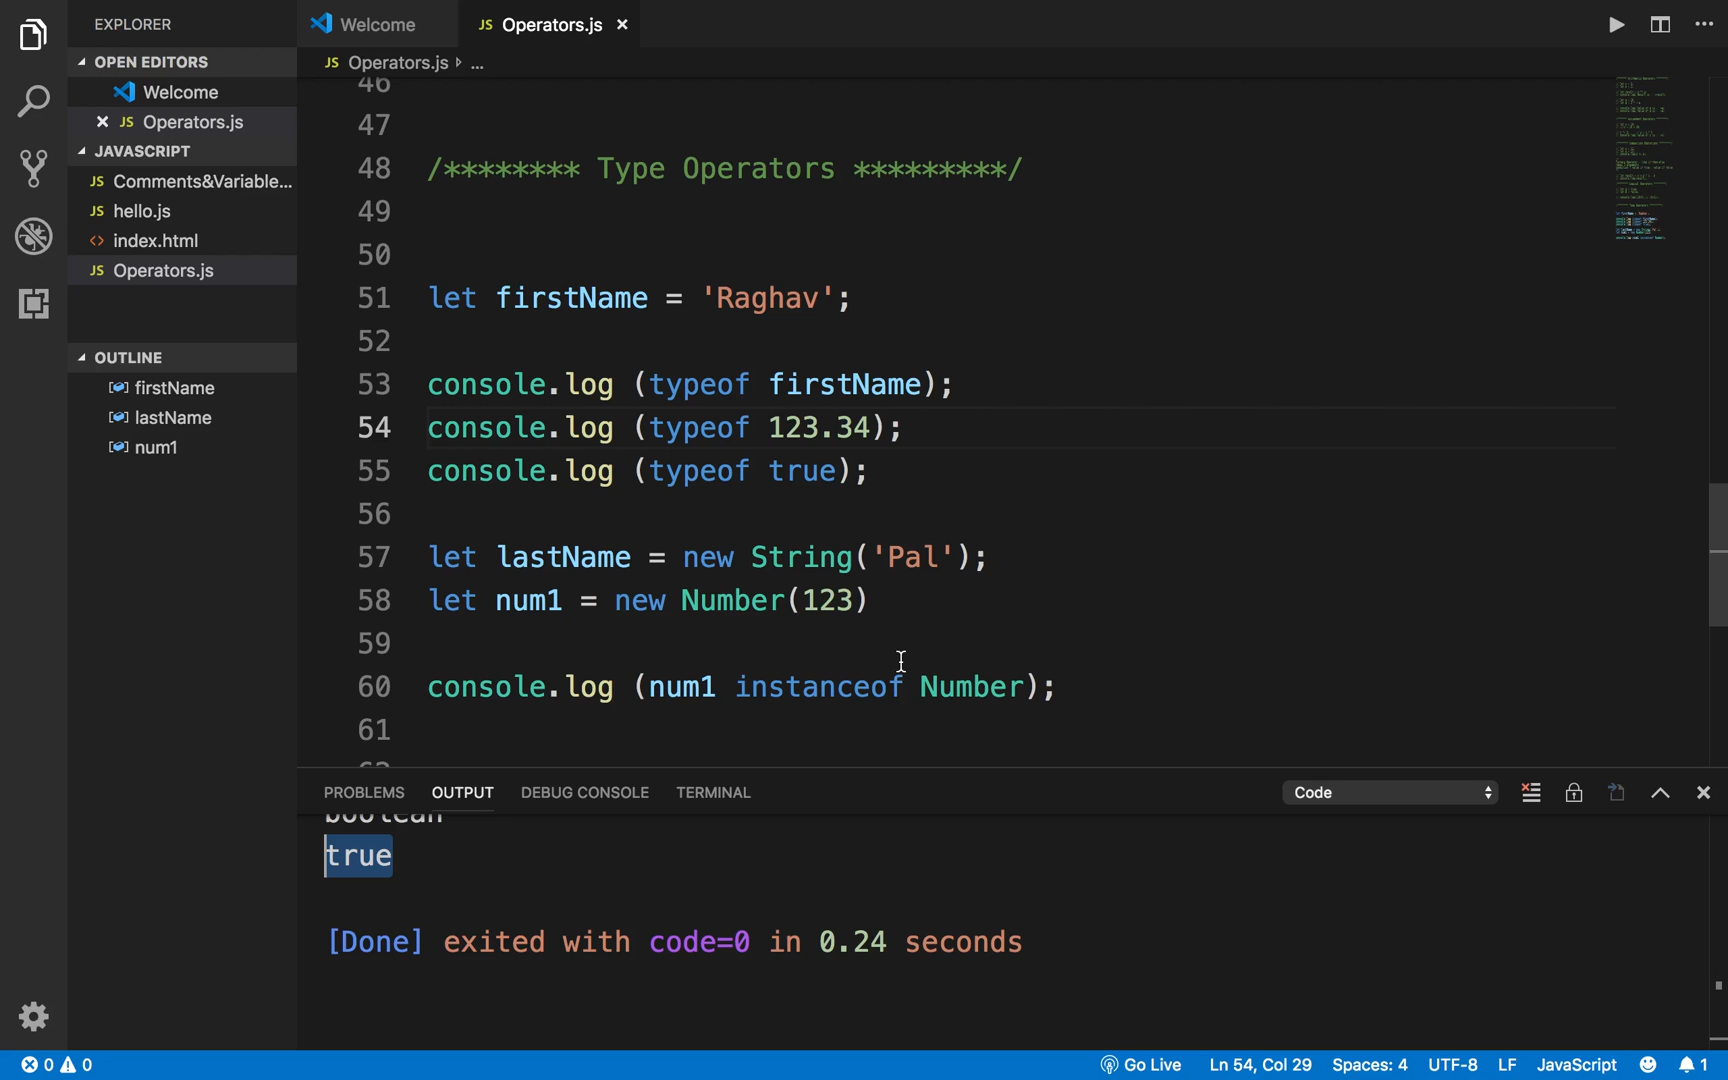 EXPLORER
Welcome
JS Operators.js ×
OPEN EDITORS
JS Operators.js ...
Welcome
JS Operators.js
JAVASCRIPT
JS Comments&Variable...
JS hello.js
<> index.html
JS Operators.js
OUTLINE
firstName
lastName
num1
46
47
48 /******** Type Operators *********/
49
50
51 let firstName = 'Raghav';
52
53 console.log (typeof firstName);
54 console.log (typeof 123.34);
55 console.log (typeof true);
56
57 let lastName = new String('Pal');
58 let num1 = new Number(123)
59
60 console.log (num1 instanceof Number);
61
62
PROBLEMS OUTPUT DEBUG CONSOLE TERMINAL Code
boolean
true
[Done] exited with code=0 in 0.24 seconds
0 0 Go Live Ln 54, Col 29 Spaces: 4 UTF-8 LF JavaScript 1